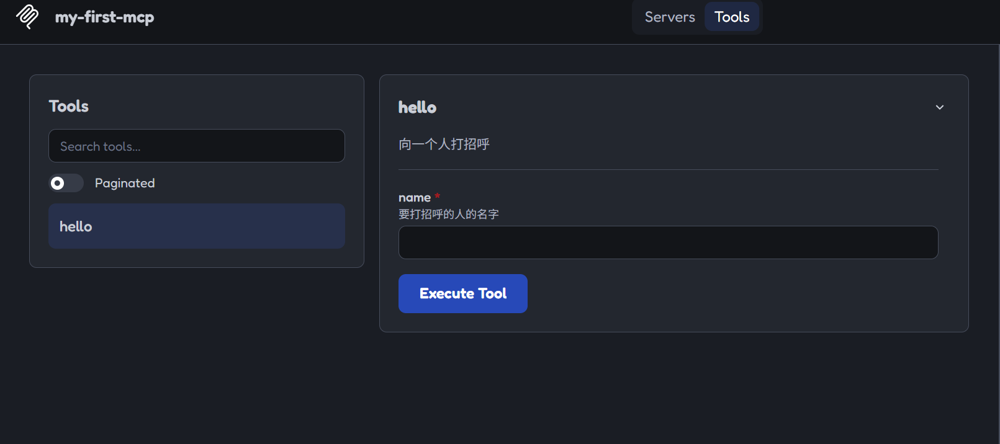 my-first-mcp
Servers
Tools
Tools
Search tools...
Paginated
hello
hello
向一个人打招呼
name *
要打招呼的人的名字
Execute Tool